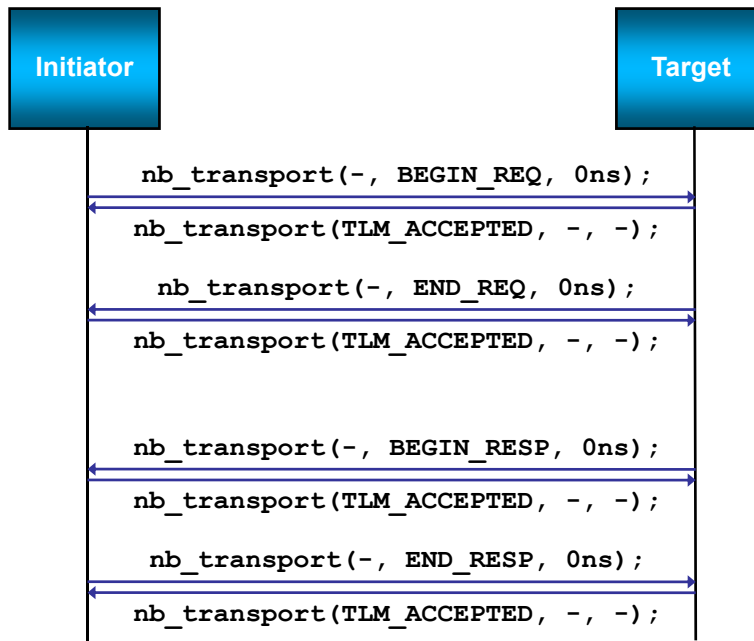 Initiator
Target
nb_transport(-, BEGIN_REQ, 0ns);
nb_transport(TLM_ACCEPTED, -, -);
nb_transport(-, END_REQ, 0ns);
nb_transport(TLM_ACCEPTED, -, -);
nb_transport(-, BEGIN_RESP, 0ns);
nb_transport(TLM_ACCEPTED, -, -);
nb_transport(-, END_RESP, 0ns);
nb_transport(TLM_ACCEPTED, -, -);